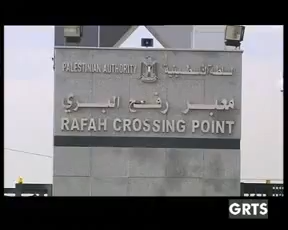 PALESTINIAN AUTHORITY السلطة الفلسطينية
معبر رفح البري
RAFAH CROSSING POINT
GRTS